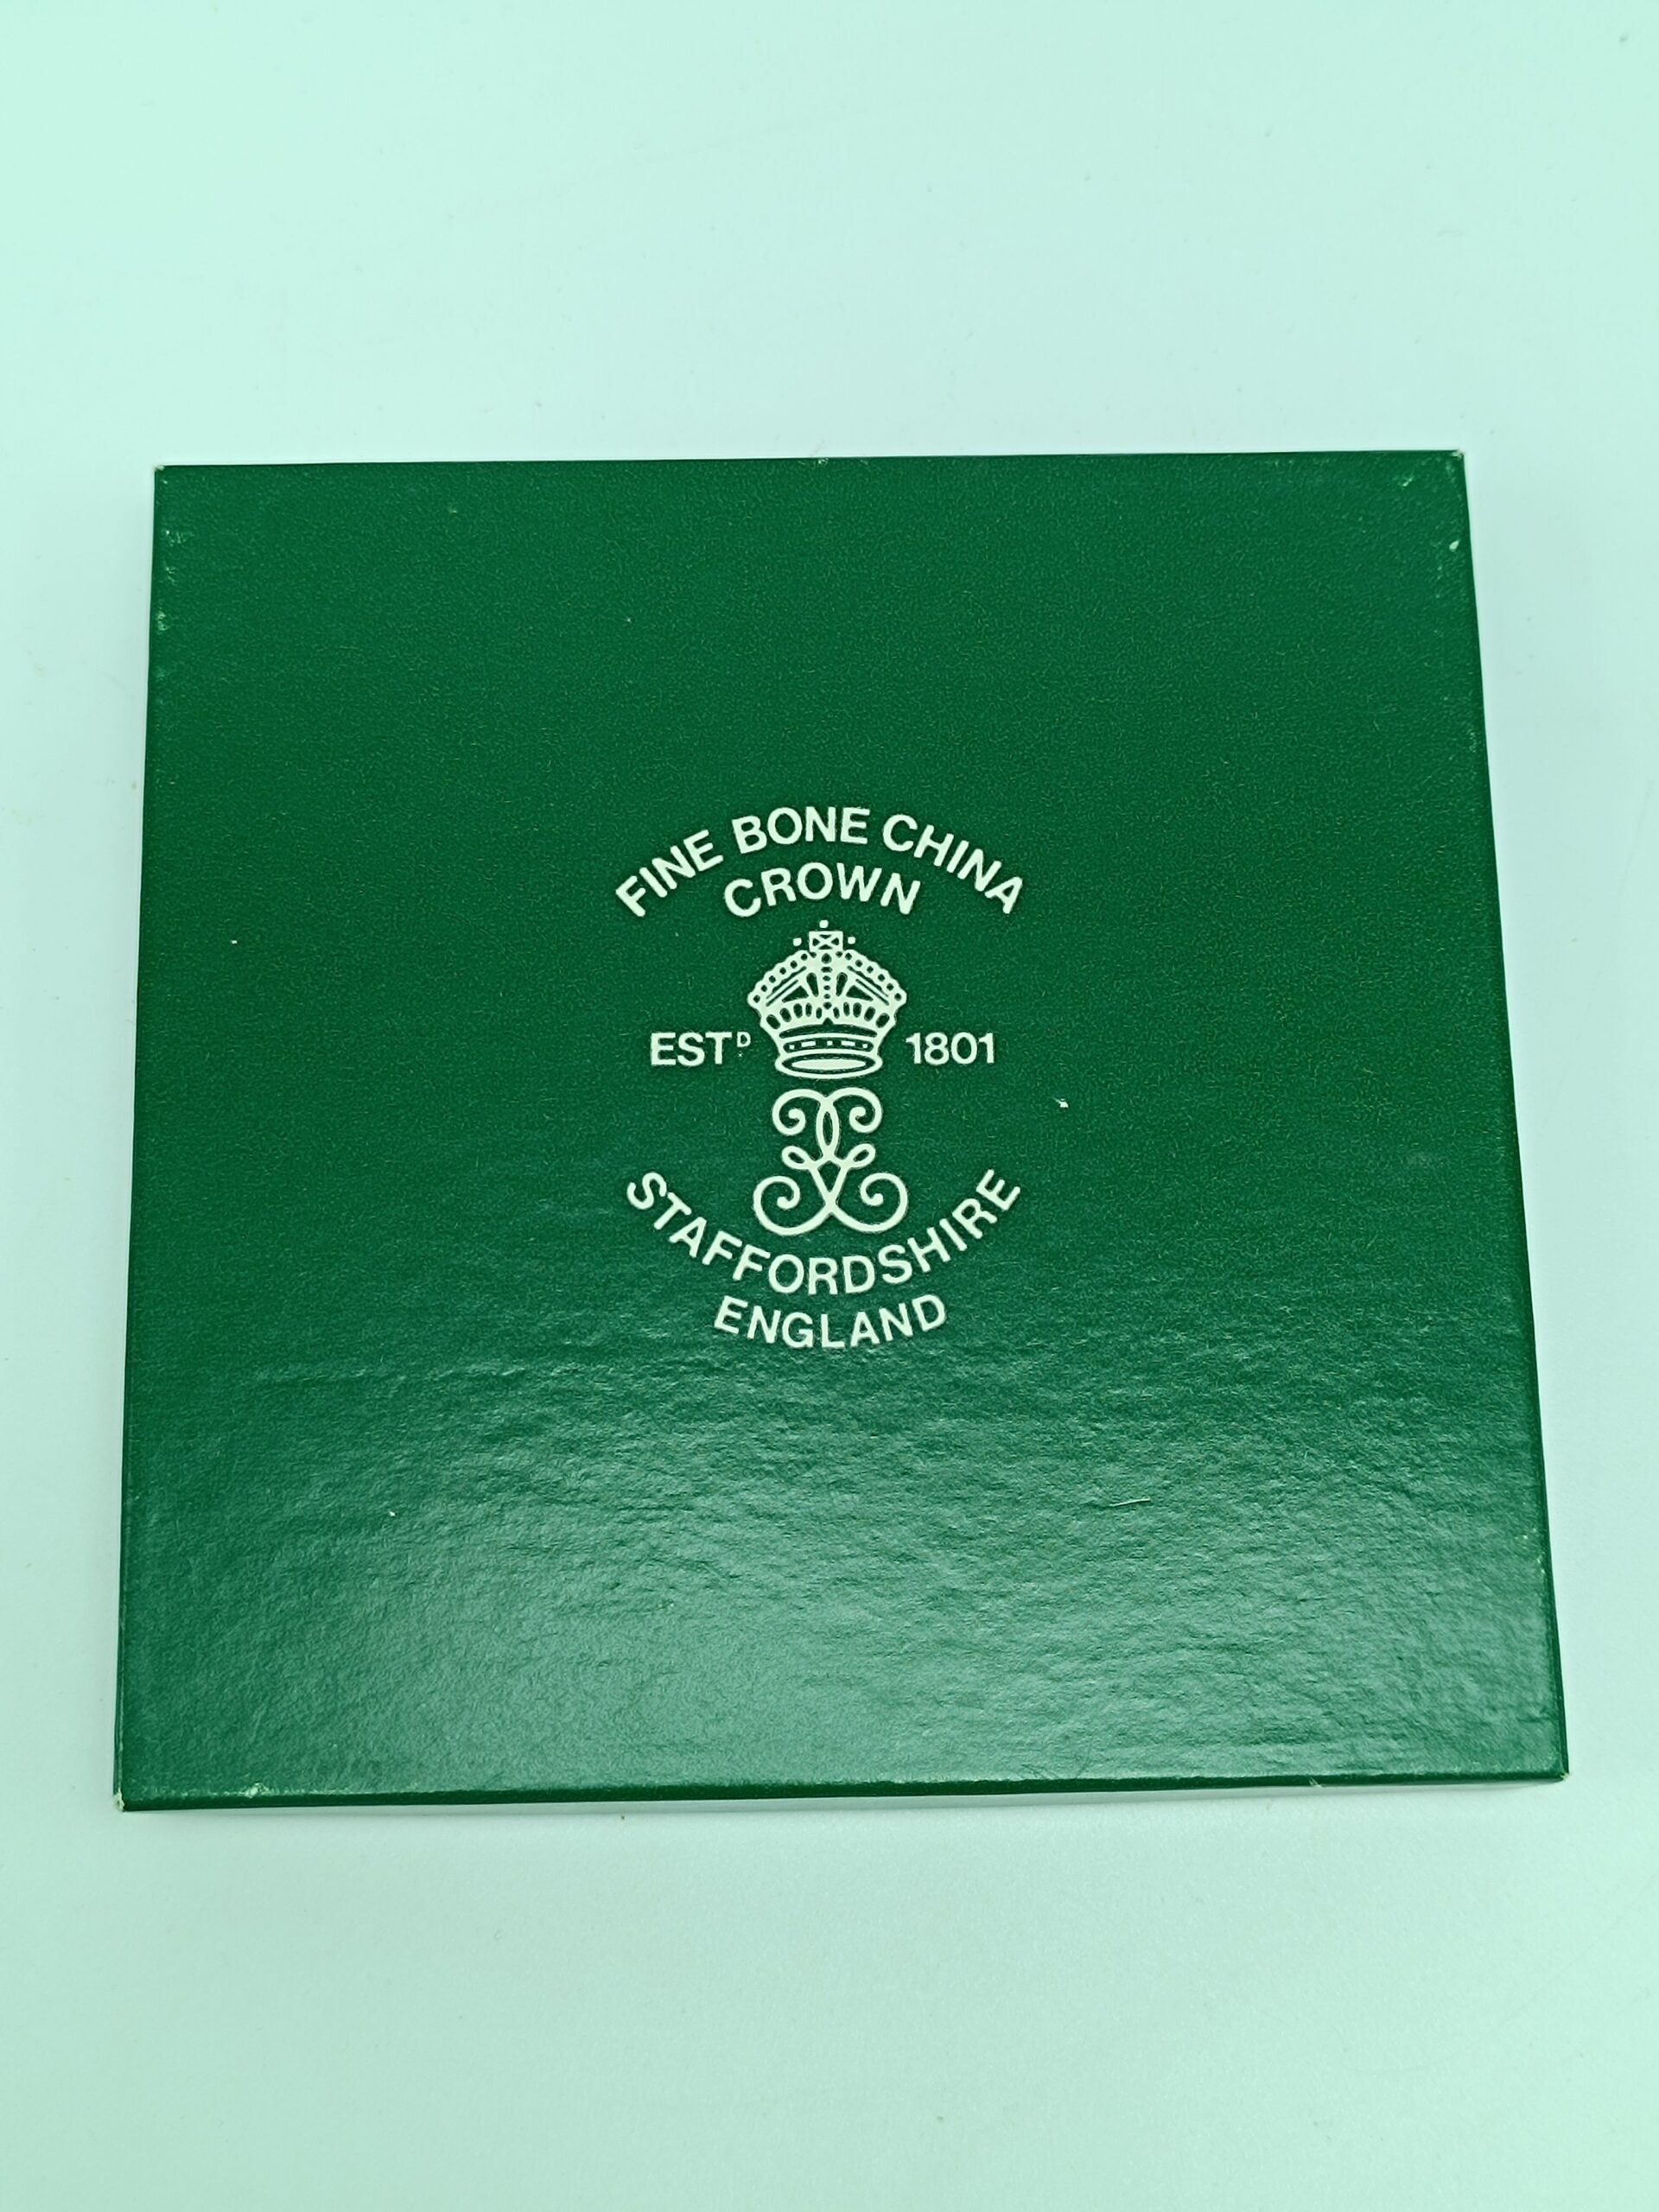 FINE BONE CHINA
CROWN
ESTD 1801
STAFFORDSHIRE
ENGLAND